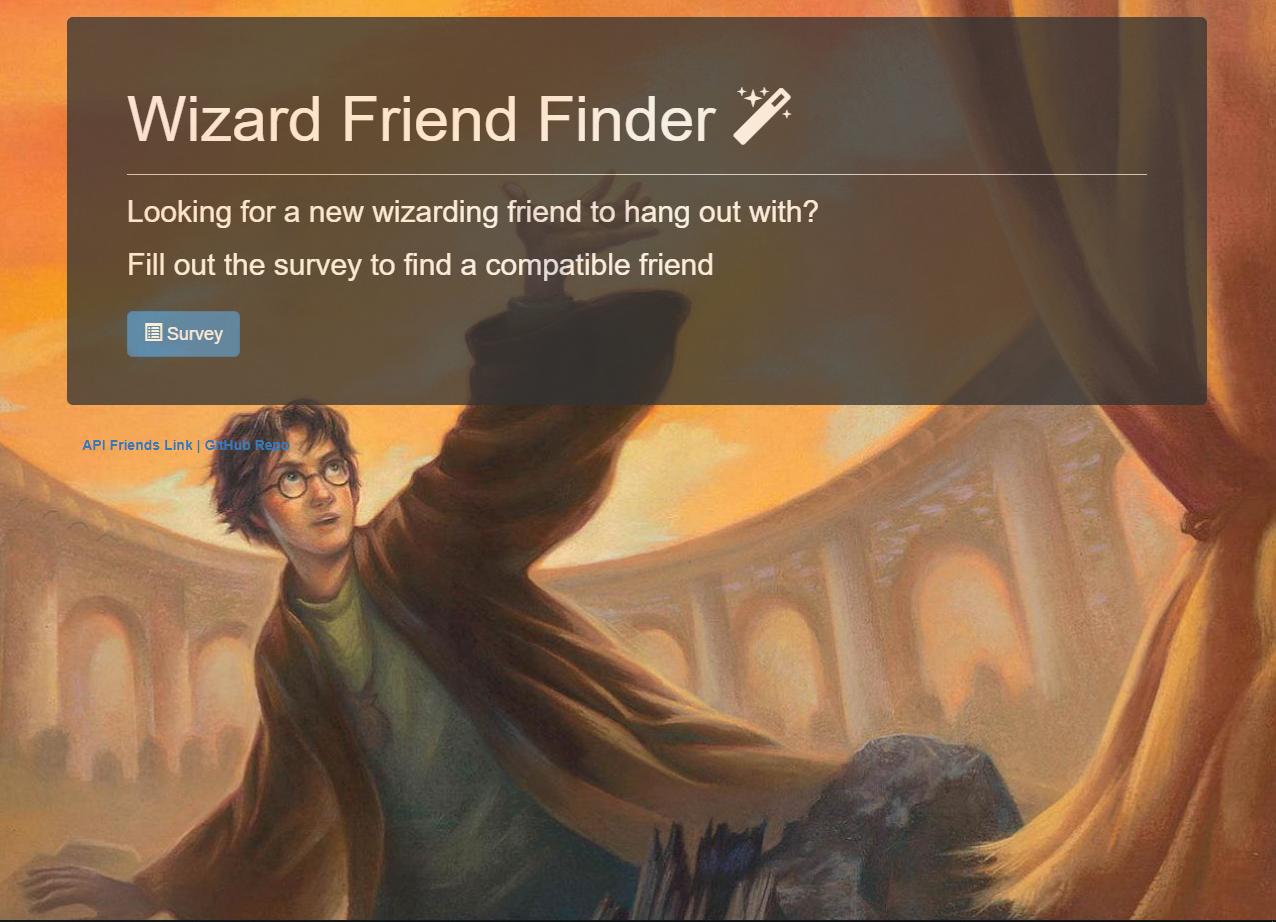 Wizard Friend Finder
Looking for a new wizarding friend to hang out with?
Fill out the survey to find a compatible friend
Survey
API Friends Link | GitHub Repo